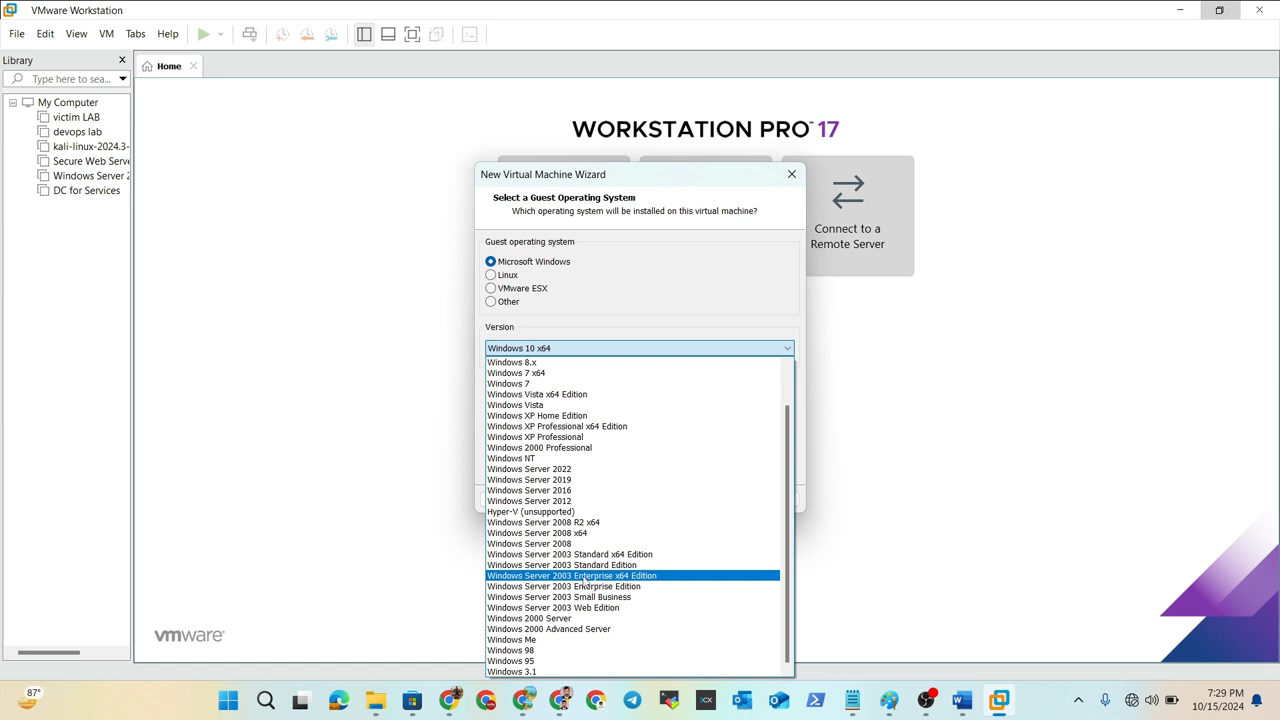 VMware Workstation
File Edit View VM Tabs Help
Library
Type here to sea...
Home
My Computer
victim LAB
devops lab
kali-linux-2024.3-
Secure Web Serve
Windows Server 2
DC for Services
WORKSTATION PRO™ 17
Connect to a
Remote Server
New Virtual Machine Wizard
Select a Guest Operating System
Which operating system will be installed on this virtual machine?
Guest operating system
Microsoft Windows
Linux
VMware ESX
Other
Version
Windows 10 x64
Windows 8.x
Windows 7 x64
Windows 7
Windows Vista x64 Edition
Windows Vista
Windows XP Home Edition
Windows XP Professional x64 Edition
Windows XP Professional
Windows 2000 Professional
Windows NT
Windows Server 2022
Windows Server 2019
Windows Server 2016
Windows Server 2012
Hyper-V (unsupported)
Windows Server 2008 R2 x64
Windows Server 2008 x64
Windows Server 2008
Windows Server 2003 Standard x64 Edition
Windows Server 2003 Standard Edition
Windows Server 2003 Enterprise x64 Edition
Windows Server 2003 Enterprise Edition
Windows Server 2003 Small Business
Windows Server 2003 Web Edition
Windows 2000 Server
Windows 2000 Advanced Server
Windows Me
Windows 98
Windows 95
Windows 3.1
vmware®
87°
7:29 PM
10/15/2024